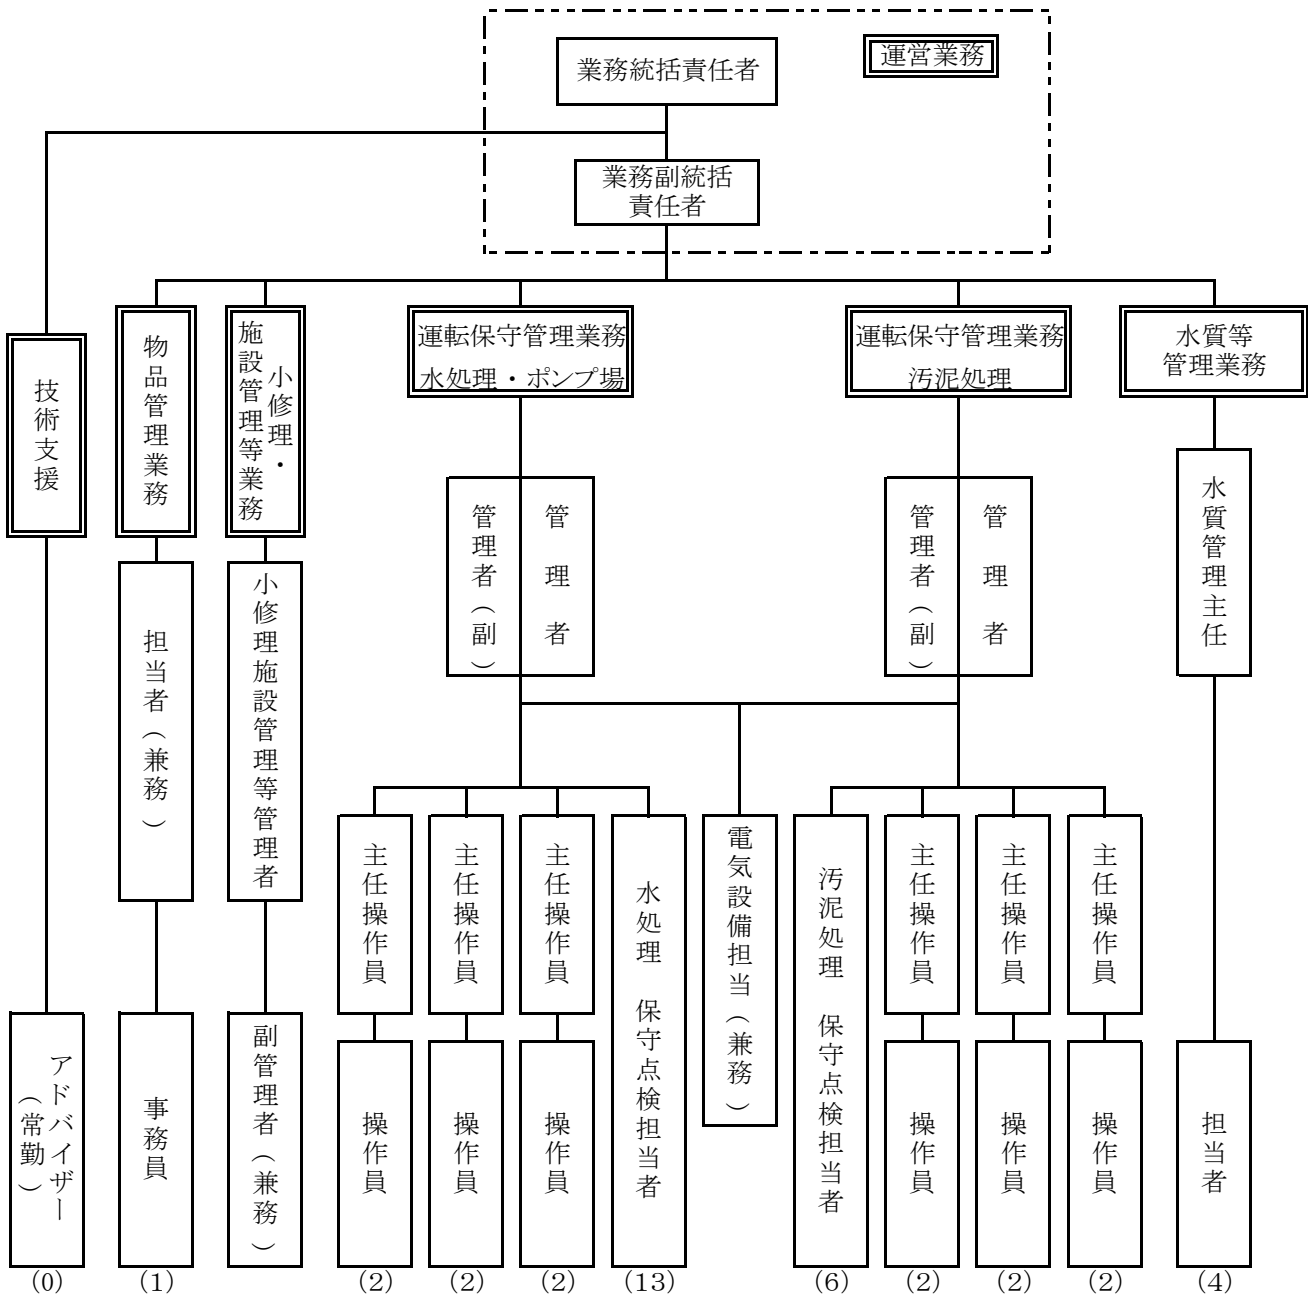 業務統括責任者
運営業務
業務副統括
責任者
技術支援
物品管理業務
小修理・
施設管理等業務
運転保守管理業務
水処理・ポンプ場
運転保守管理業務
汚泥処理
水質等
管理業務
担当者（兼務）
小修理施設管理等管理者
管理者
管理者（副）
管理者
管理者（副）
水質管理主任
主任操作員
主任操作員
主任操作員
水処理　保守点検担当者
電気設備担当（兼務）
汚泥処理　保守点検担当者
主任操作員
主任操作員
主任操作員
アドバイザー
（常勤）
事務員
副管理者（兼務）
操作員
操作員
操作員
操作員
操作員
操作員
担当者
(0)
(1)
(2)
(2)
(2)
(13)
(6)
(2)
(2)
(2)
(4)